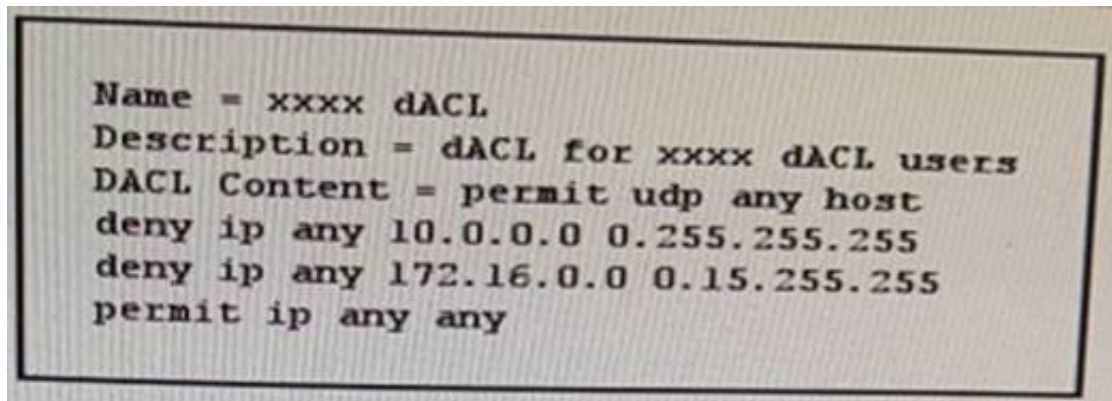 Name = xxxx dACL
Description = dACL for xxxx dACL users
DACL Content = permit udp any host
deny ip any 10.0.0.0 0.255.255.255
deny ip any 172.16.0.0 0.15.255.255
permit ip any any